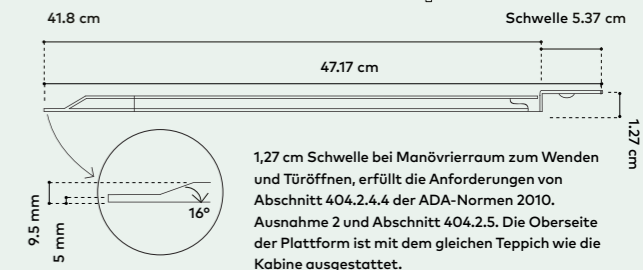 41.8 cm
Schwelle 5.37 cm
47.17 cm
1.27 cm
9.5 mm
5 mm
16°
1,27 cm Schwelle bei Manövrierraum zum Wenden
und Türöffnen, erfüllt die Anforderungen von
Abschnitt 404.2.4.4 der ADA-Normen 2010.
Ausnahme 2 und Abschnitt 404.2.5. Die Oberseite
der Plattform ist mit dem gleichen Teppich wie die
Kabine ausgestattet.